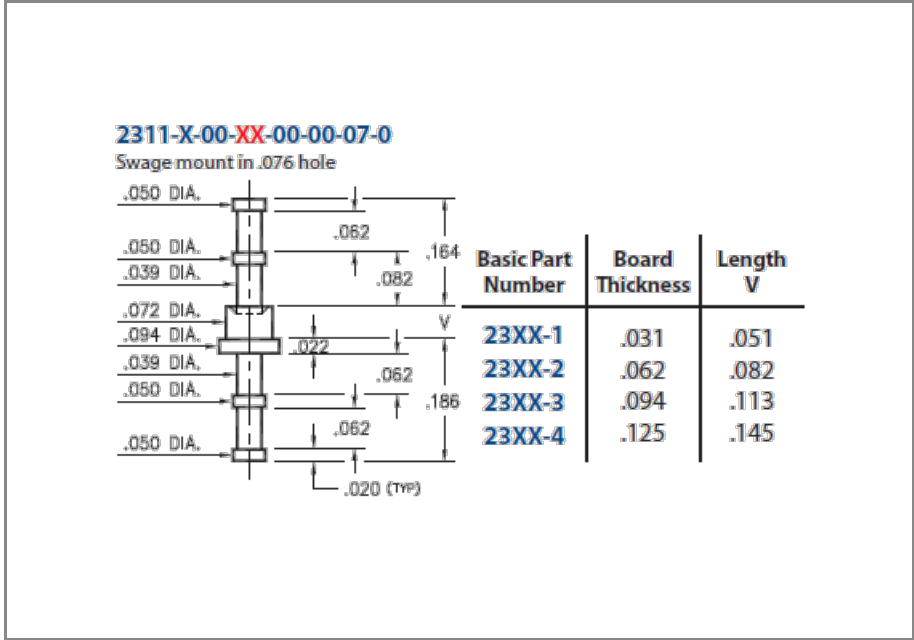 2311-X-00-XX-00-00-07-0
Swage mount in .076 hole
.050 DIA.
.062
.164
.050 DIA.
.039 DIA.
.082
.072 DIA.
V
.094 DIA.
.022
.039 DIA.
.062
.050 DIA.
.186
.062
.050 DIA.
.020 (TYP)
Basic Part Number Board Thickness Length V
23XX-1 .031 .051
23XX-2 .062 .082
23XX-3 .094 .113
23XX-4 .125 .145